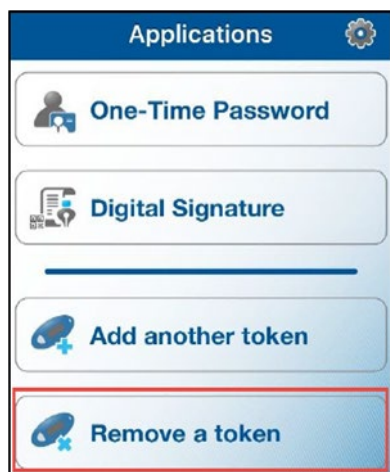 Applications
One-Time Password
Digital Signature
Add another token
Remove a token